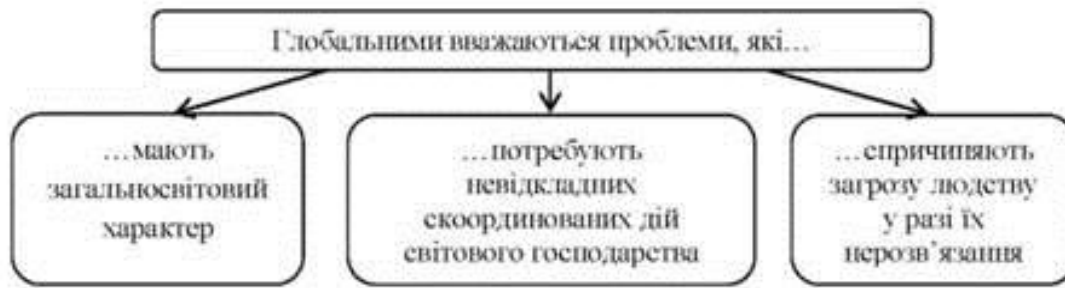 Глобальними вважаються проблеми, які…
…мають
загальносвітовий
характер
…потребують
невідкладних
скоординованих дій
світового господарства
…спричиняють
загрозу людству
у разі їх
нерозв’язання